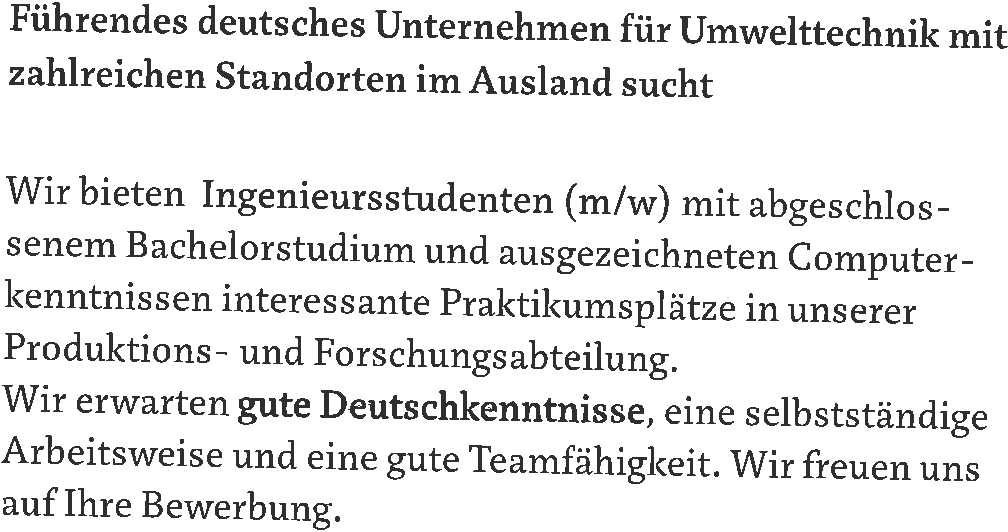 Führendes deutsches Unternehmen für Umwelttechnik mit
zahlreichen Standorten im Ausland sucht
Wir bieten Ingenieursstudenten (m/w) mit abgeschlos-
senem Bachelorstudium und ausgezeichneten Computer-
kenntnissen interessante Praktikumsplätze in unserer
Produktions- und Forschungsabteilung.
Wir erwarten gute Deutschkenntnisse, eine selbstständige
Arbeitsweise und eine gute Teamfähigkeit. Wir freuen uns
auf Ihre Bewerbung.